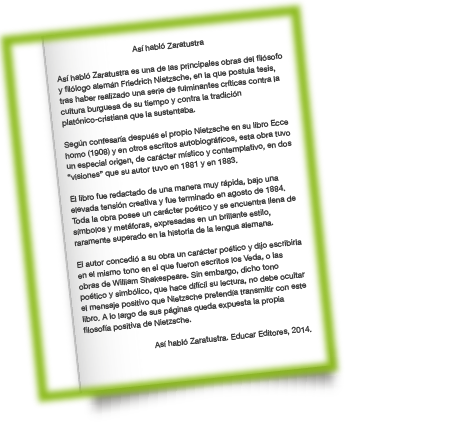 Así habló Zaratustra
Así habló Zaratustra es una de las principales obras del filósofo
y filólogo alemán Friedrich Nietzsche, en la que postula tesis,
tras haber realizado una serie de fulminantes críticas contra la
cultura burguesa de su tiempo y contra la tradición
platónico-cristiana que la sustentaba.
Según confesaría después el propio Nietzsche en su libro Ecce
homo (1908) y en otros escritos autobiográficos, esta obra tuvo
un especial origen, de carácter místico y contemplativo, en dos
"visiones" que su autor tuvo en 1881 y en 1883.
El libro fue redactado de una manera muy rápida, bajo una
elevada tensión creativa y fue terminado en agosto de 1884.
Toda la obra posee un carácter poético y se encuentra llena de
símbolos y metáforas, expresadas en un brillante estilo,
raramente superado en la historia de la lengua alemana.
El autor concedió a su obra un carácter poético y dijo escribirla
en el mismo tono en el que fueron escritos los Veda, o las
obras de William Shakespeare. Sin embargo, dicho tono
poético y simbólico, que hace difícil su lectura, no debe ocultar
el mensaje positivo que Nietzsche pretendía transmitir con este
libro. A lo largo de sus páginas queda expuesta la propia
filosofía positiva de Nietzsche.
Así habló Zaratustra. Educar Editores, 2014.